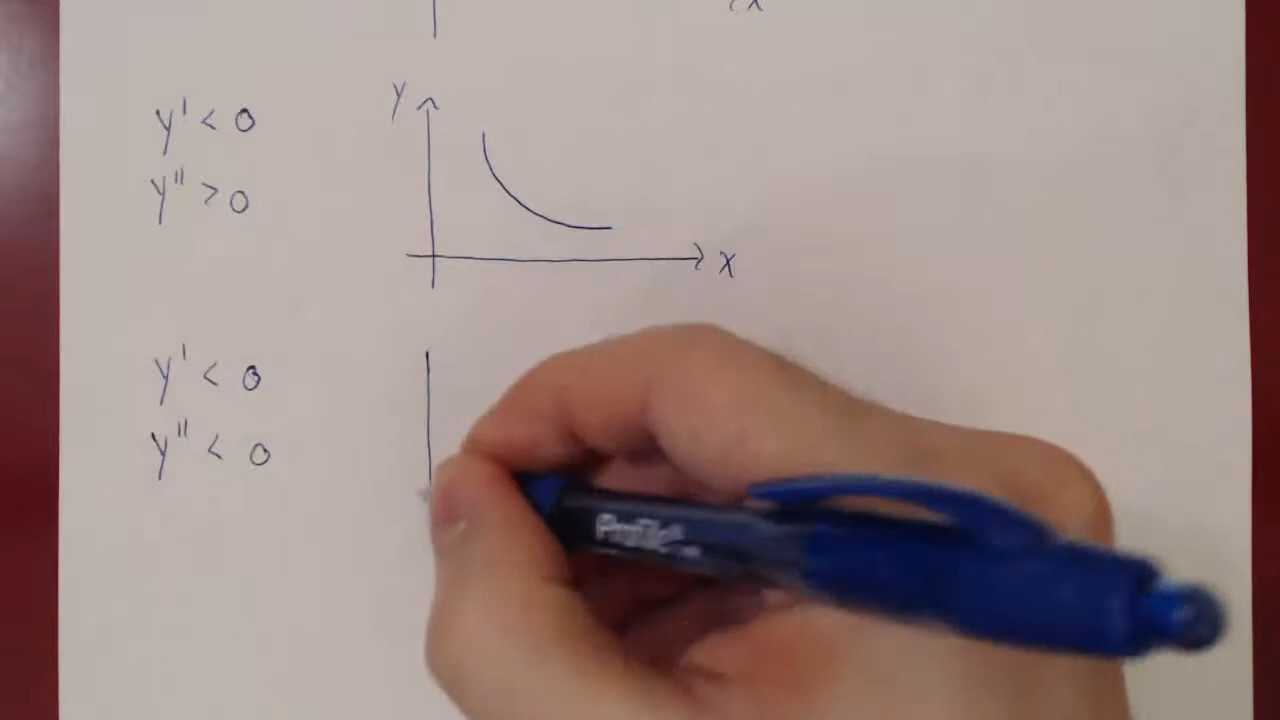 x
y
y' < 0
y'' > 0
x
y' < 0
y'' < 0